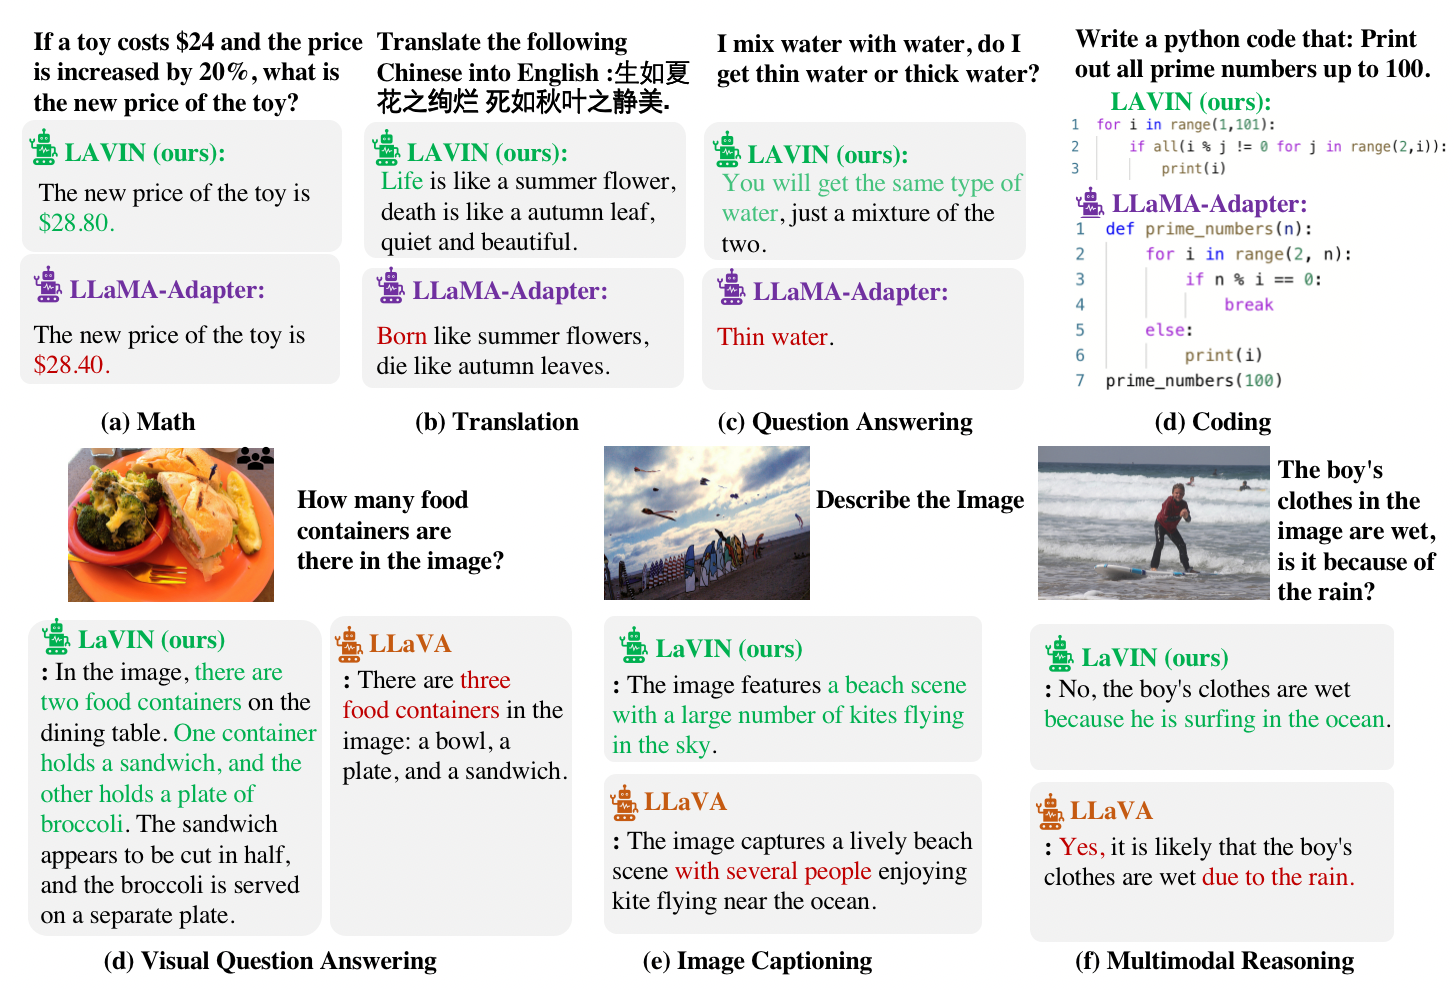 If a toy costs $24 and the price
is increased by 20%, what is
the new price of the toy?
LAVIN (ours):
The new price of the toy is
$28.80.
LLaMA-Adapter:
The new price of the toy is
$28.40.
(a) Math
Translate the following
Chinese into English :生如夏
花之绚烂 死如秋叶之静美.
LAVIN (ours):
Life is like a summer flower,
death is like a autumn leaf,
quiet and beautiful.
LLaMA-Adapter:
Born like summer flowers,
die like autumn leaves.
(b) Translation
I mix water with water, do I
get thin water or thick water?
LAVIN (ours):
You will get the same type of
water, just a mixture of the
two.
LLaMA-Adapter:
Thin water.
(c) Question Answering
Write a python code that: Print
out all prime numbers up to 100.
LAVIN (ours):
1 for i in range(1,101):
2 if all(i % j != 0 for j in range(2,i)):
3 print(i)
LLaMA-Adapter:
1 def prime_numbers(n):
2 for i in range(2, n):
3 if n % i == 0:
4 break
5 else:
6 print(i)
7 prime_numbers(100)
(d) Coding
How many food
containers are
there in the image?
LaVIN (ours)
: In the image, there are
two food containers on the
dining table. One container
holds a sandwich, and the
other holds a plate of
broccoli. The sandwich
appears to be cut in half,
and the broccoli is served
on a separate plate.
LLaVA
: There are three
food containers in the
image: a bowl, a
plate, and a sandwich.
(d) Visual Question Answering
Describe the Image
LaVIN (ours)
: The image features a beach scene
with a large number of kites flying
in the sky.
LLaVA
: The image captures a lively beach
scene with several people enjoying
kite flying near the ocean.
(e) Image Captioning
The boy's
clothes in the
image are wet,
is it because of
the rain?
LaVIN (ours)
: No, the boy's clothes are wet
because he is surfing in the ocean.
LLaVA
: Yes, it is likely that the boy's
clothes are wet due to the rain.
(f) Multimodal Reasoning